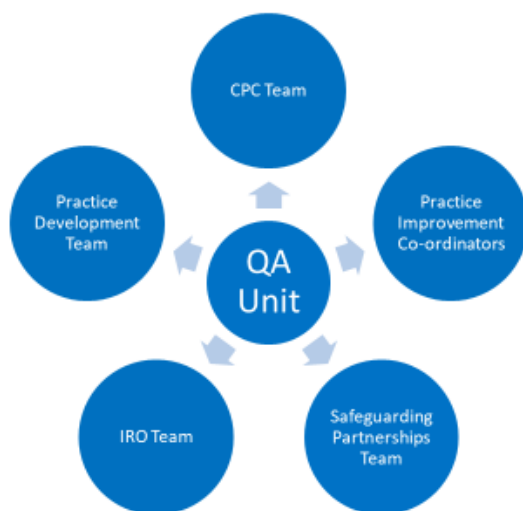 CPC Team
Practice
Development
Team
Practice
Improvement
Co-ordinators
QA
Unit
IRO Team
Safeguarding
Partnerships
Team